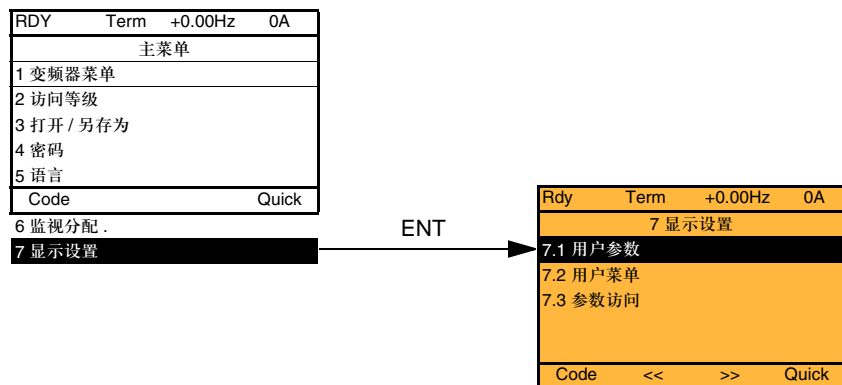 RDY Term +0.00Hz 0A
主菜单
1 变频器菜单
2 访问等级
3 打开 / 另存为
4 密码
5 语言
Code Quick
6 监视分配 .
7 显示设置
ENT
Rdy Term +0.00Hz 0A
7 显示设置
7.1 用户参数
7.2 用户菜单
7.3 参数访问
Code << >> Quick